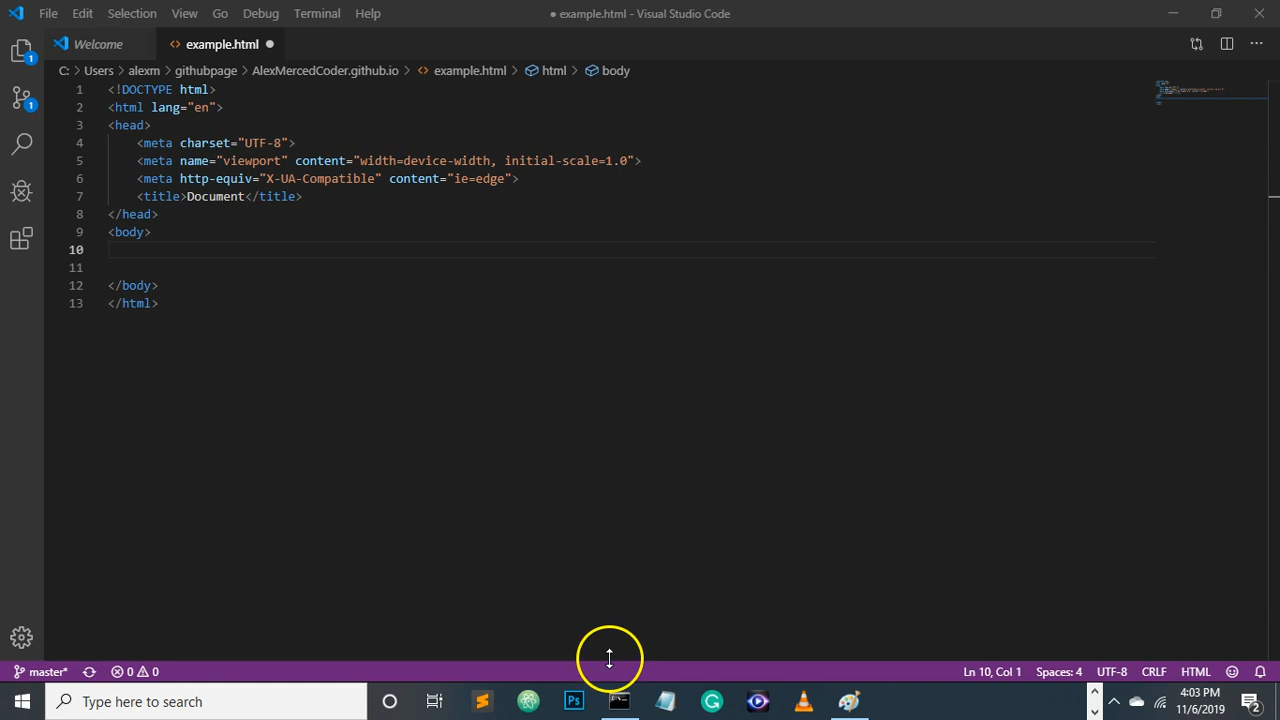 File Edit Selection View Go Debug Terminal Help ● example.html - Visual Studio Code
Welcome example.html
C: > Users > alexm > githubpage > AlexMercedCoder.github.io > example.html > html > body
1 <!DOCTYPE html>
2 <html lang="en">
3 <head>
4 <meta charset="UTF-8">
5 <meta name="viewport" content="width=device-width, initial-scale=1.0">
6 <meta http-equiv="X-UA-Compatible" content="ie=edge">
7 <title>Document</title>
8 </head>
9 <body>
10
11
12 </body>
13 </html>
1
1
master* 0 0 Ln 10, Col 1 Spaces: 4 UTF-8 CRLF HTML
Type here to search Ps 4:03 PM
11/6/2019 2